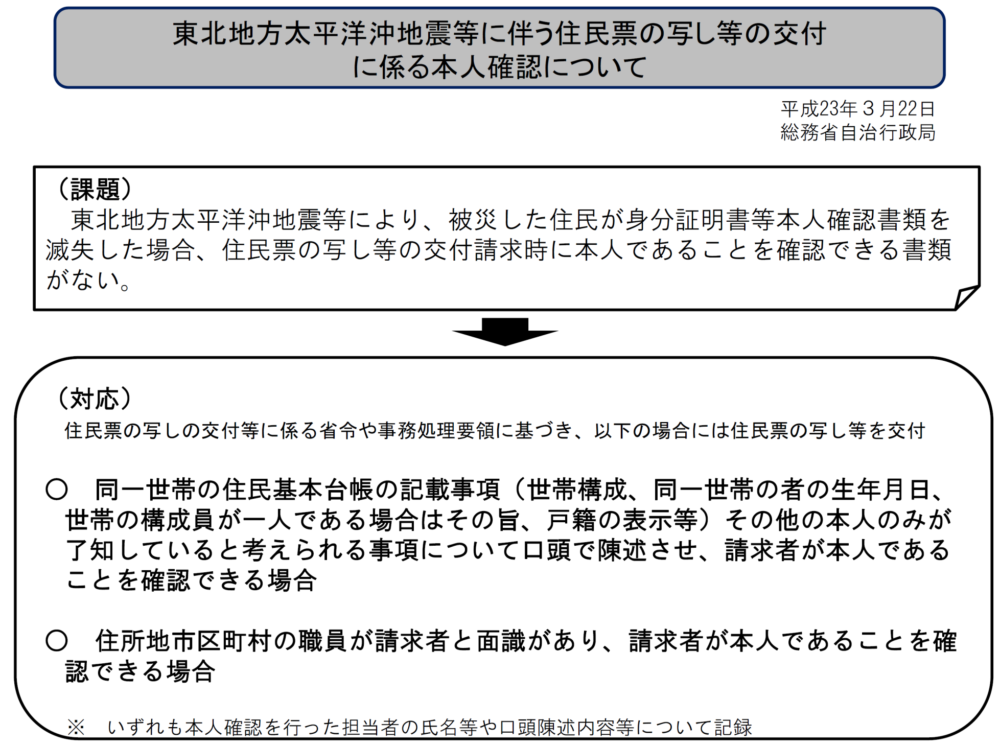 東北地方太平洋沖地震等に伴う住民票の写し等の交付
に係る本人確認について
平成23年３月22日
総務省自治行政局
（課題）
　東北地方太平洋沖地震等により、被災した住民が身分証明書等本人確認書類を
滅失した場合、住民票の写し等の交付請求時に本人であることを確認できる書類
がない。
（対応）
住民票の写しの交付等に係る省令や事務処理要領に基づき、以下の場合には住民票の写し等を交付
○　同一世帯の住民基本台帳の記載事項（世帯構成、同一世帯の者の生年月日、
世帯の構成員が一人である場合はその旨、戸籍の表示等）その他の本人のみが
了知していると考えられる事項について口頭で陳述させ、請求者が本人である
ことを確認できる場合
○　住所地市区町村の職員が請求者と面識があり、請求者が本人であることを確
認できる場合
※　いずれも本人確認を行った担当者の氏名等や口頭陳述内容等について記録